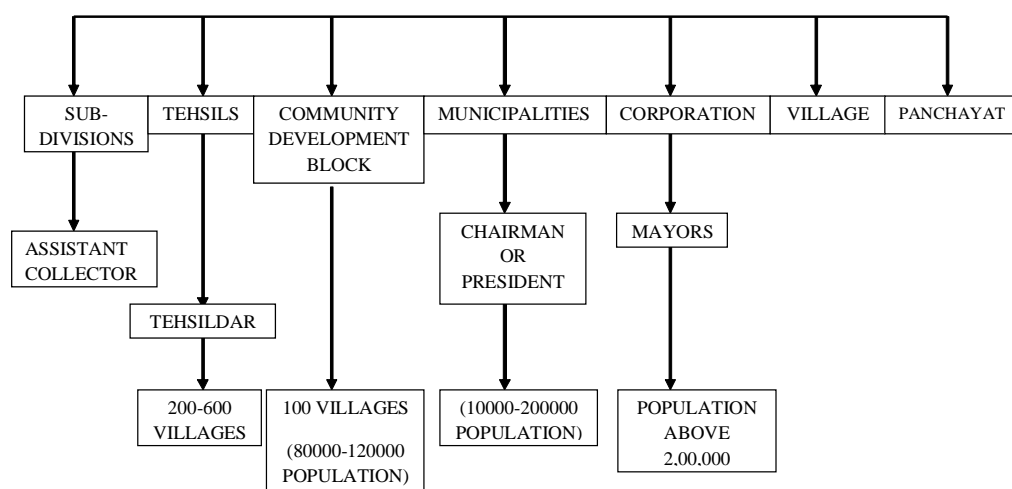 SUB-
DIVISIONS
TEHSILS
COMMUNITY
DEVELOPMENT
BLOCK
MUNICIPALITIES
CORPORATION
VILLAGE
PANCHAYAT
ASSISTANT
COLLECTOR
CHAIRMAN
OR
PRESIDENT
MAYORS
TEHSILDAR
200-600
VILLAGES
100 VILLAGES
(80000-120000
POPULATION)
(10000-200000
POPULATION)
POPULATION
ABOVE
2,00,000